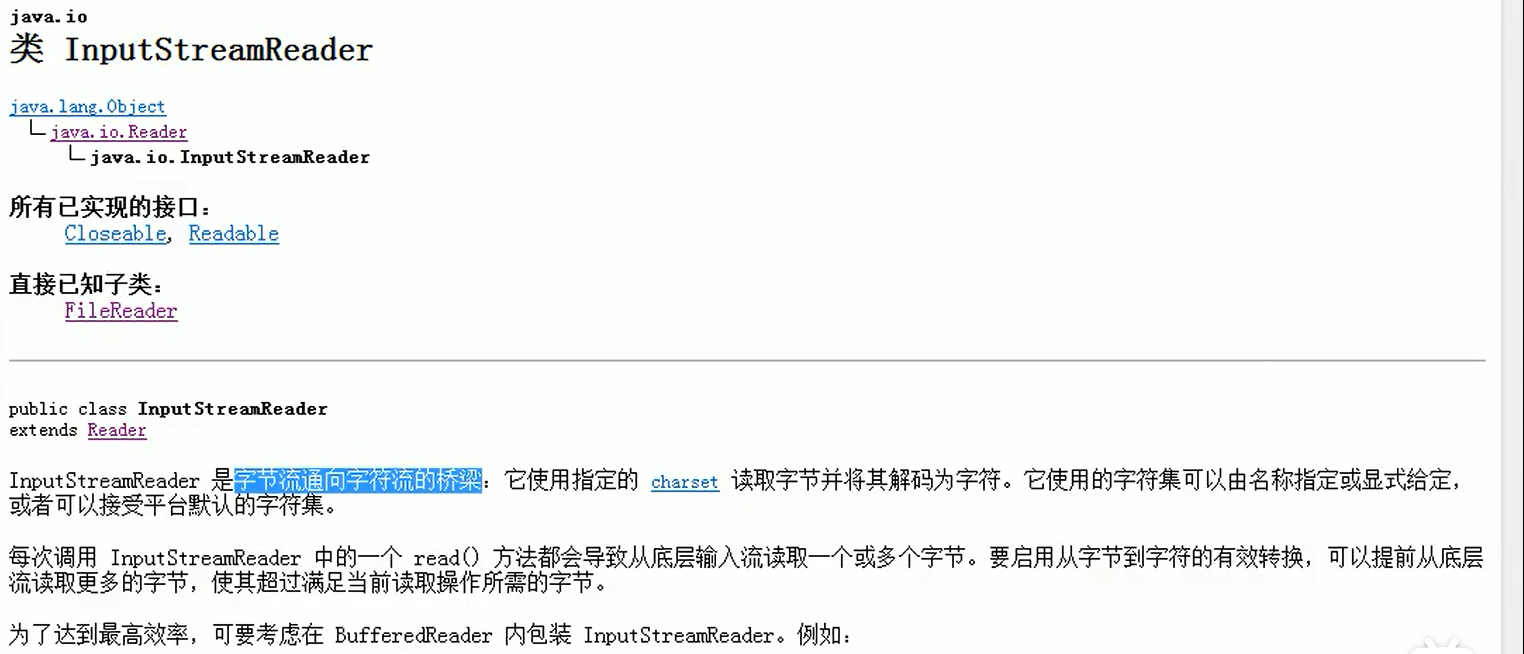 java.io
类 InputStreamReader
java.lang.Object
java.io.Reader
java.io.InputStreamReader
所有已实现的接口：
Closeable, Readable
直接已知子类：
FileReader
public class InputStreamReader
extends Reader
InputStreamReader 是字节流通向字符流的桥梁：它使用指定的 charset 读取字节并将其解码为字符。它使用的字符集可以由名称指定或显式给定，
或者可以接受平台默认的字符集。
每次调用 InputStreamReader 中的一个 read() 方法都会导致从底层输入流读取一个或多个字节。要启用从字节到字符的有效转换，可以提前从底层
流读取更多的字节，使其超过满足当前读取操作所需的字节。
为了达到最高效率，可要考虑在 BufferedReader 内包装 InputStreamReader。例如：